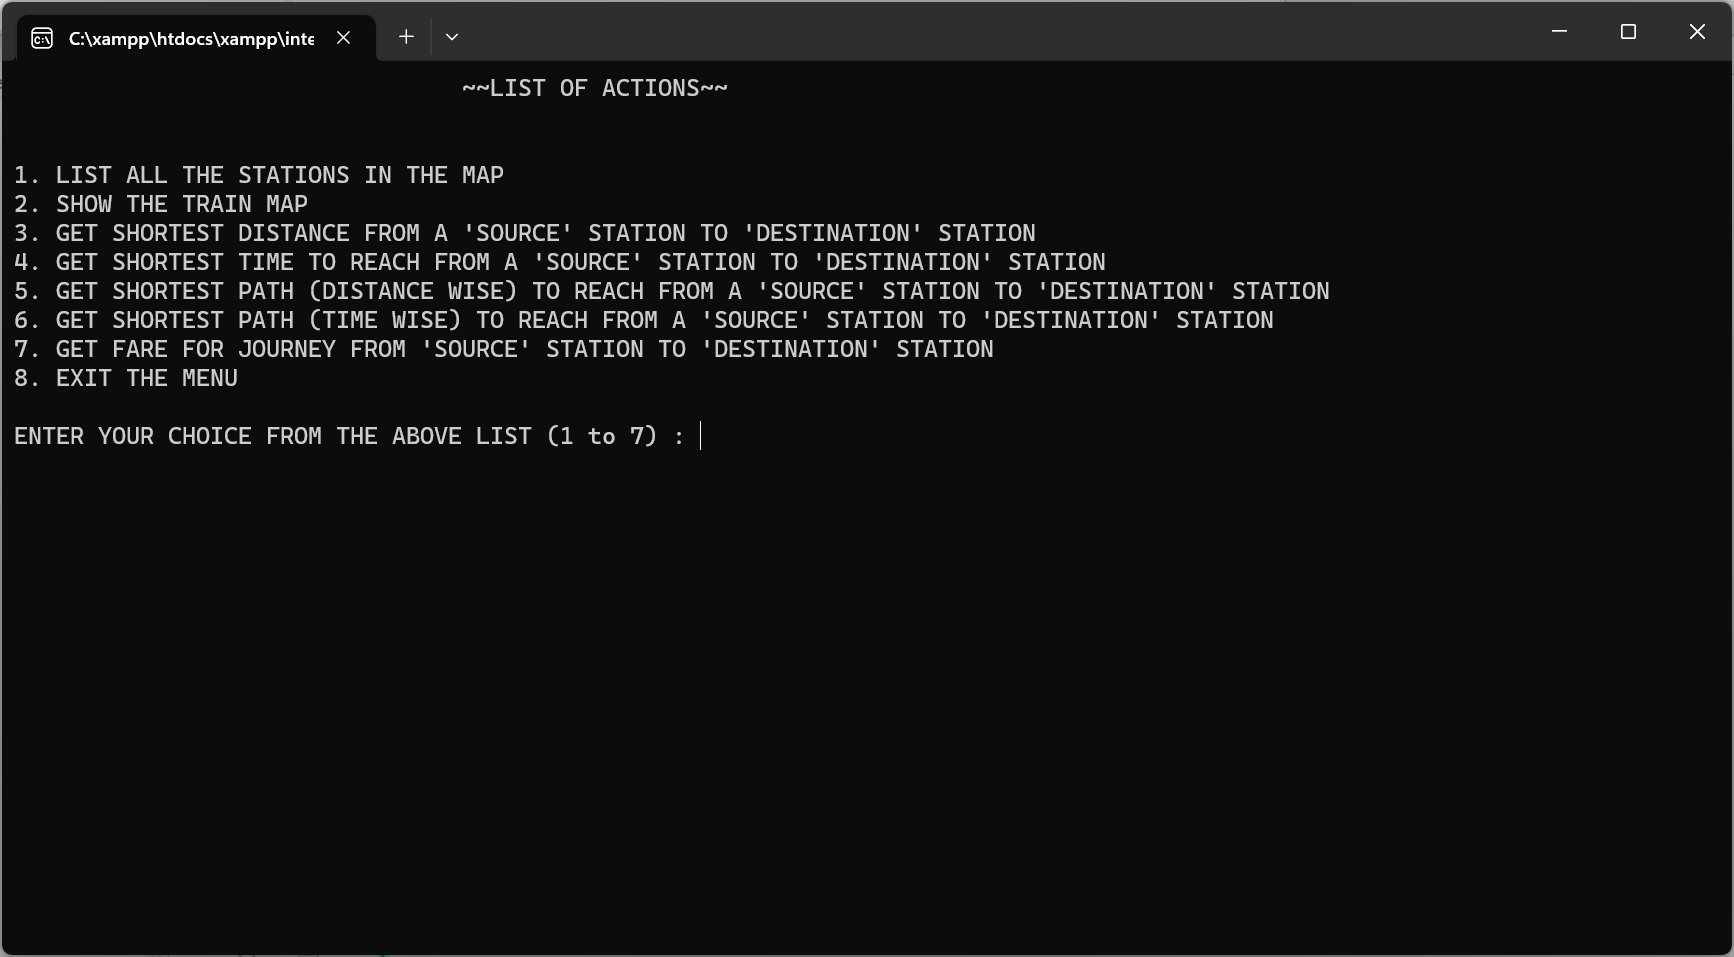 C:\xampp\htdocs\xampp\inte
~~LIST OF ACTIONS~~
1. LIST ALL THE STATIONS IN THE MAP
2. SHOW THE TRAIN MAP
3. GET SHORTEST DISTANCE FROM A 'SOURCE' STATION TO 'DESTINATION' STATION
4. GET SHORTEST TIME TO REACH FROM A 'SOURCE' STATION TO 'DESTINATION' STATION
5. GET SHORTEST PATH (DISTANCE WISE) TO REACH FROM A 'SOURCE' STATION TO 'DESTINATION' STATION
6. GET SHORTEST PATH (TIME WISE) TO REACH FROM A 'SOURCE' STATION TO 'DESTINATION' STATION
7. GET FARE FOR JOURNEY FROM 'SOURCE' STATION TO 'DESTINATION' STATION
8. EXIT THE MENU
ENTER YOUR CHOICE FROM THE ABOVE LIST (1 to 7) :